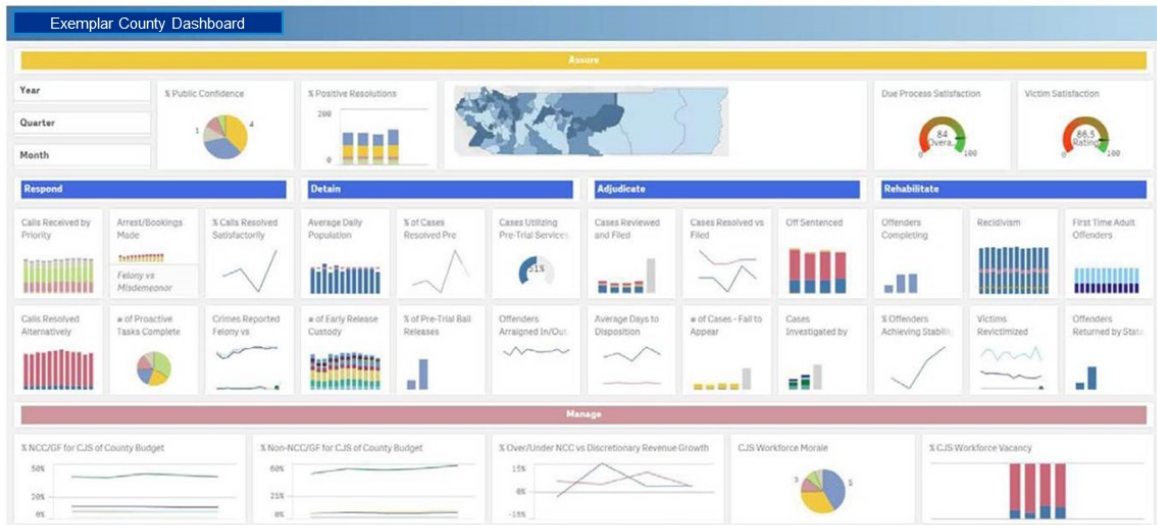 Exemplar County Dashboard
Assure
Year
Quarter
Month
% Public Confidence
1
4
% Positive Resolutions
200
0
Due Process Satisfaction
84
Overa..
0
100
Victim Satisfaction
86.5
Rating
0
100
Respond
Detain
Adjudicate
Rehabilitate
Calls Received by
Priority
Arrest/Bookings
Made
Felony vs
Misdemeanor
% Calls Resolved
Satisfactorily
Average Daily
Population
% of Cases
Resolved Pre
Cases Utilizing
Pre-Trial Services
51%
Cases Reviewed
and Filed
Cases Resolved vs
Filed
Off Sentenced
Offenders
Completing
Recidivism
First Time Adult
Offenders
Calls Resolved
Alternatively
# of Proactive
Tasks Complete
Crimes Reported
Felony vs
# of Early Release
Custody
% of Pre-Trial Bail
Releases
Offenders
Arraigned In/Out
Average Days to
Disposition
# of Cases - Fail to
Appear
Cases
Investigated by
% Offenders
Achieving Stabilit
Victims
Revictimized
Offenders
Returned by State
Manage
% NCC/GF for CJS of County Budget
50%
20%
0%
% Non-NCC/GF for CJS of County Budget
60%
25%
0%
% Over/Under NCC vs Discretionary Revenue Growth
15%
0%
-15%
CJS Workforce Morale
3
5
% CJS Workforce Vacancy